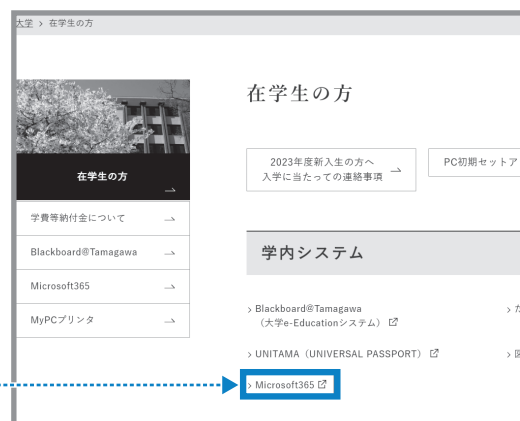 大学 > 在学生の方
在学生の方
在学生の方
学費等納付金について
Blackboard@Tamagawa
Microsoft365
MyPCプリンタ
2023年度新入生の方へ
入学に当たっての連絡事項
PC初期セットア
学内システム
> Blackboard@Tamagawa
（大学e-Educationシステム）
> UNITAMA（UNIVERSAL PASSPORT）
> Microsoft365